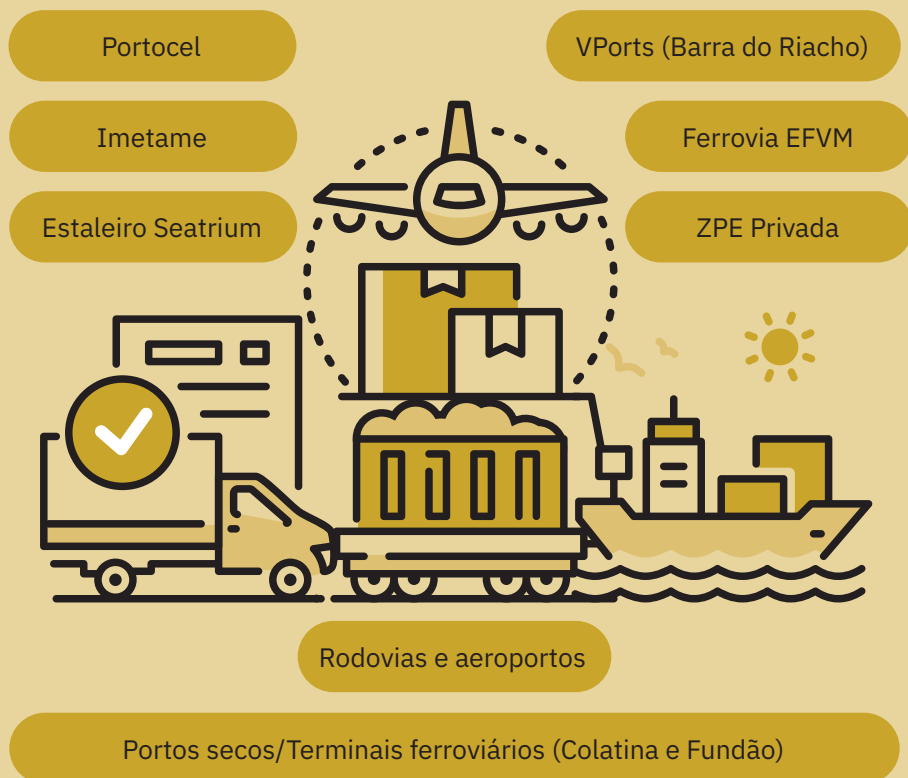 Portocel
VPorts (Barra do Riacho)
Imetame
Ferrovia EFVM
Estaleiro Seatrium
ZPE Privada
Rodovias e aeroportos
Portos secos/Terminais ferroviários (Colatina e Fundão)